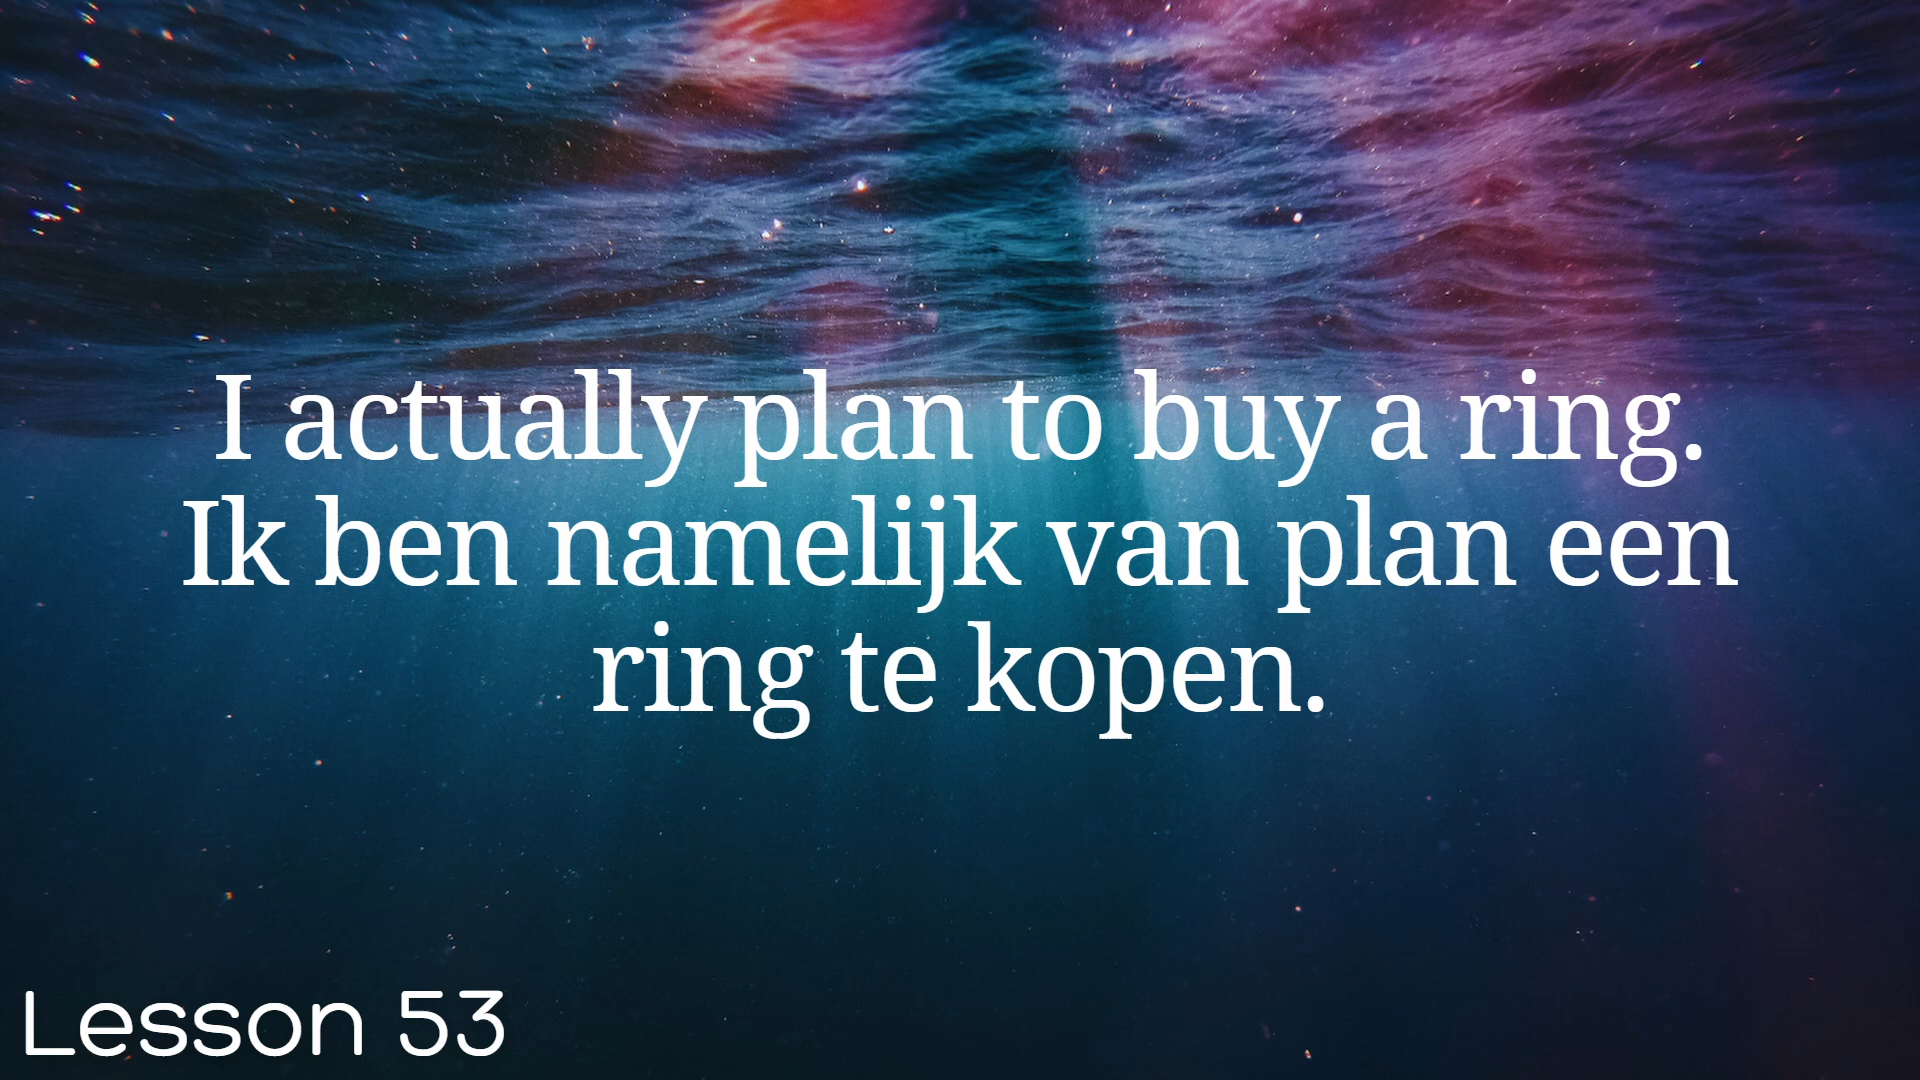 I actually plan to buy a ring.
Ik ben namelijk van plan een
ring te kopen.
Lesson 53